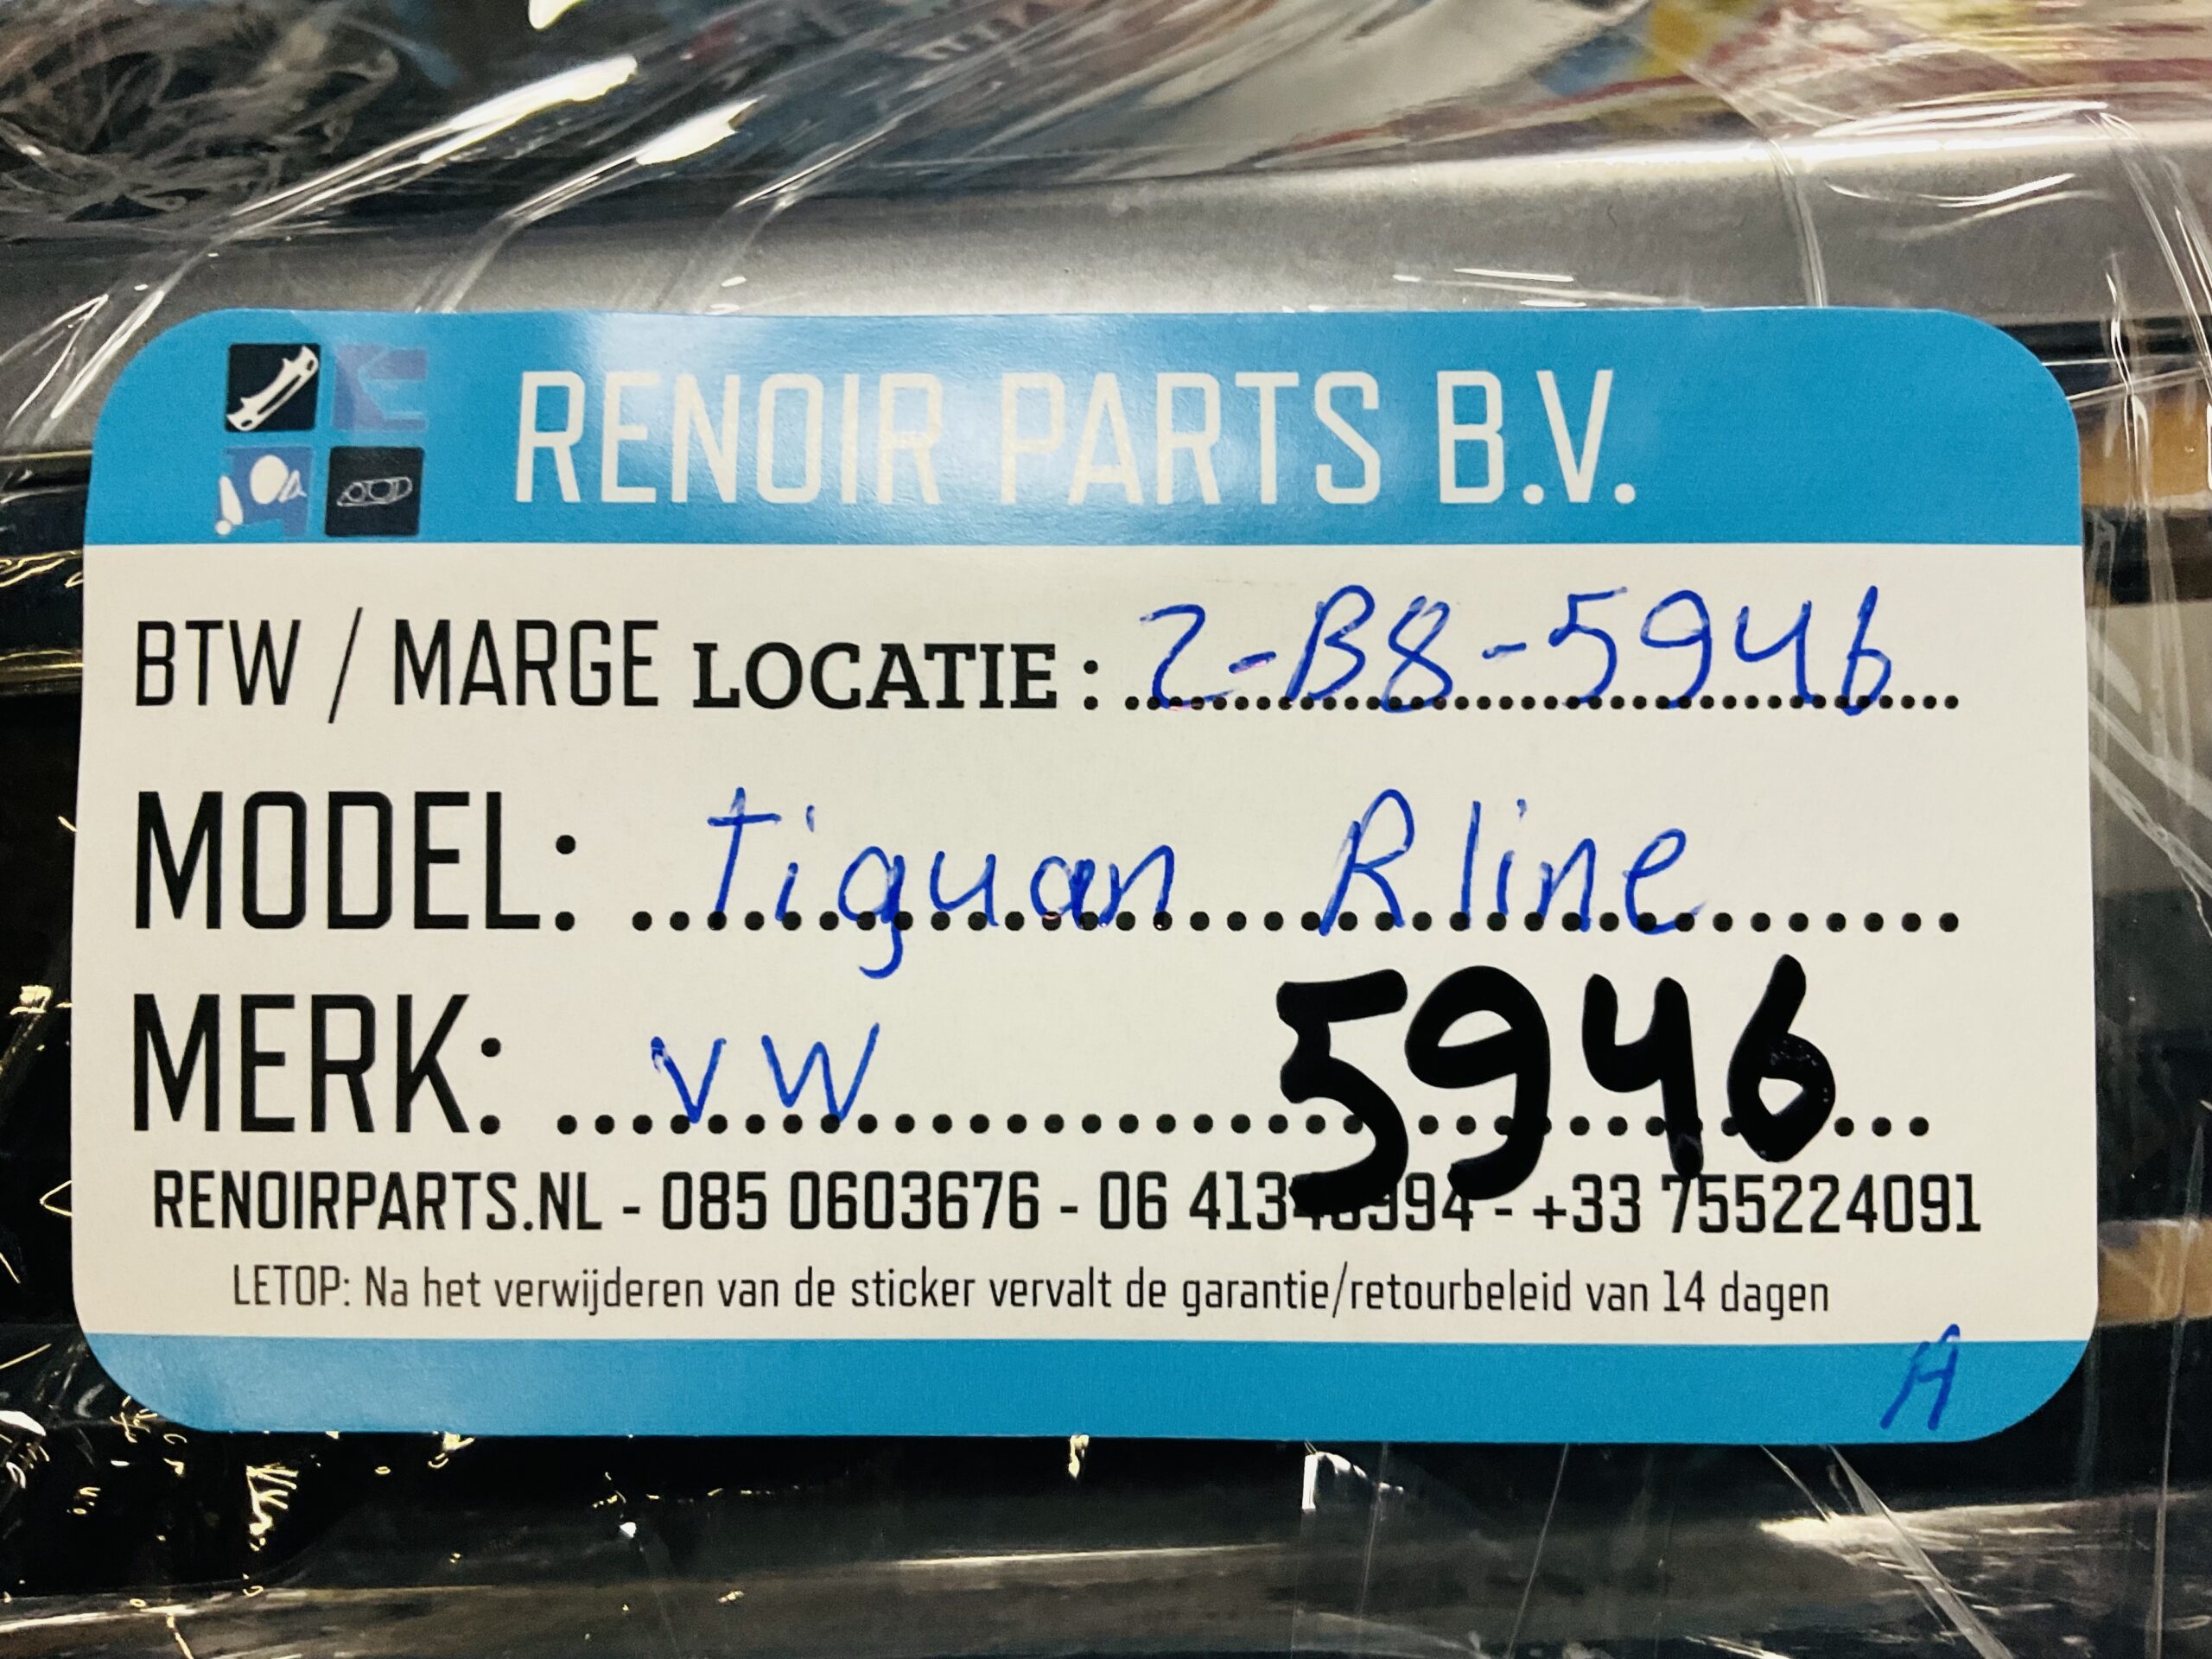 RENOIR PARTS B.V.
BTW / MARGE LOCATIE : 2-B8-5946
MODEL: tiguan Rline
MERK: VW 5946
RENOIRPARTS.NL - 085 0603676 - 06 - +33 755224091
LETOP: Na het verwijderen van de sticker vervalt de garantie/retourbeleid van 14 dagen
A